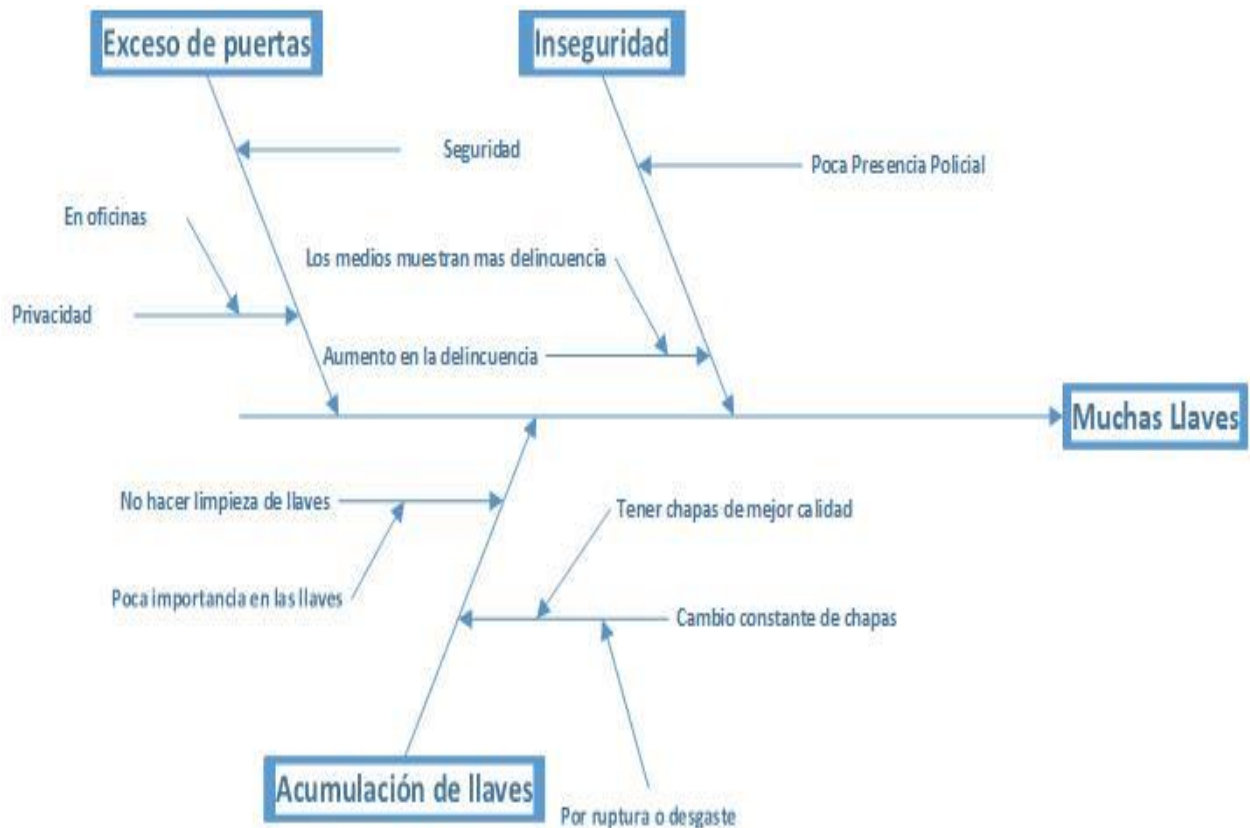 Exceso de puertas
Inseguridad
Seguridad
Poca Presencia Policial
En oficinas
Los medios muestran mas delincuencia
Privacidad
Aumento en la delincuencia
Muchas Llaves
No hacer limpieza de llaves
Tener chapas de mejor calidad
Poca importancia en las llaves
Cambio constante de chapas
Acumulación de llaves
Por ruptura o desgaste